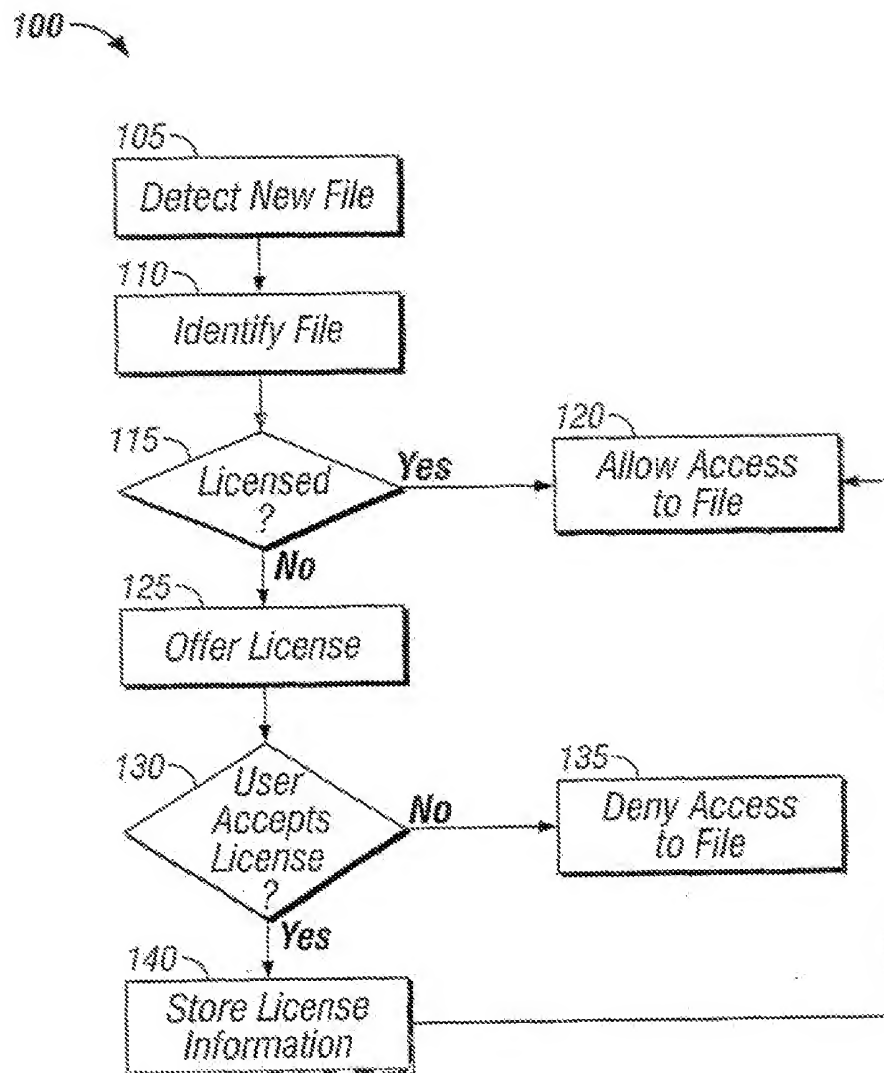 100
105
Detect New File
110
Identify File
115
Licensed
?
Yes
120
Allow Access
to File
No
125
Offer License
130
User
Accepts
License
?
No
135
Deny Access
to File
Yes
140
Store License
Information